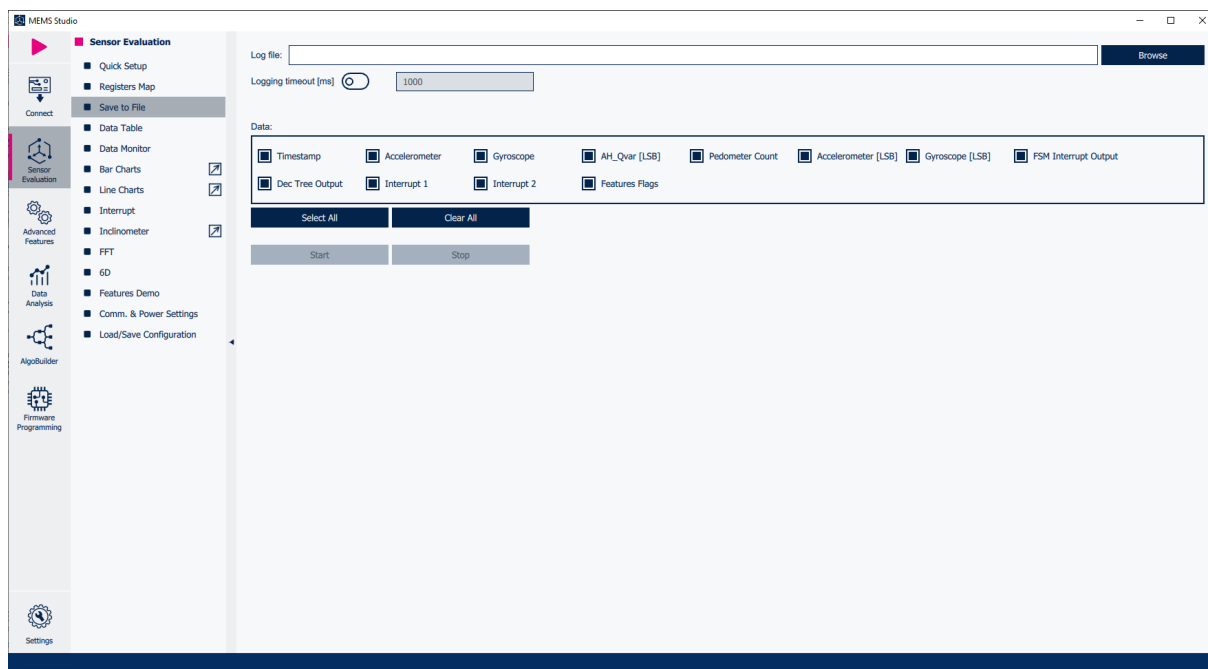 MEMS Studio
Connect
Sensor
Evaluation
Advanced
Features
Data
Analysis
AlgoBuilder
Firmware
Programming
Settings
Sensor Evaluation
Quick Setup
Registers Map
Save to File
Data Table
Data Monitor
Bar Charts
Line Charts
Interrupt
Inclinometer
FFT
6D
Features Demo
Comm. & Power Settings
Load/Save Configuration
Log file:
Browse
Logging timeout [ms]
1000
Data:
Timestamp Accelerometer Gyroscope AH_Qvar [LSB] Pedometer Count Accelerometer [LSB] Gyroscope [LSB] FSM Interrupt Output
Dec Tree Output Interrupt 1 Interrupt 2 Features Flags
Select All Clear All
Start Stop